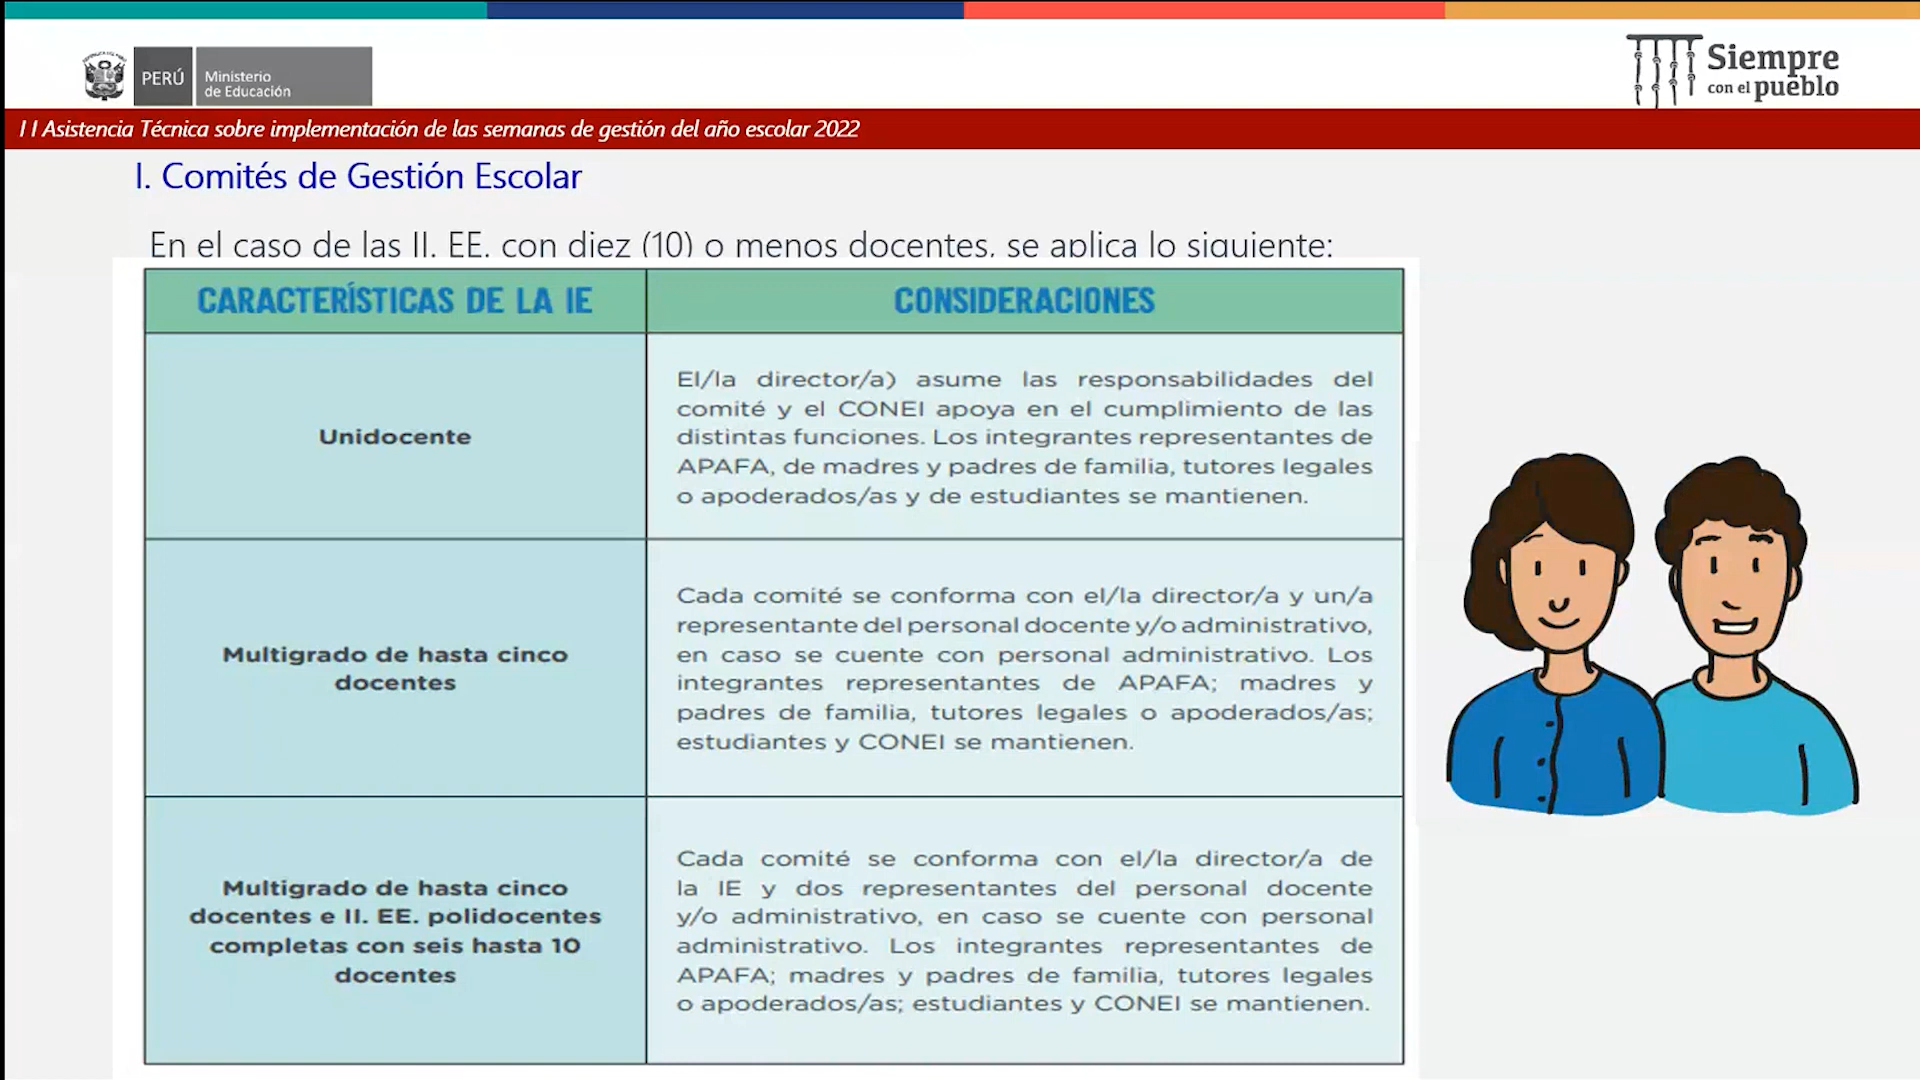 PERÚ
Ministerio
de Educación
Siempre
con el pueblo
I I Asistencia Técnica sobre implementación de las semanas de gestión del año escolar 2022
I. Comités de Gestión Escolar
En el caso de las II. EE. con diez (10) o menos docentes, se aplica lo siguiente:
CARACTERÍSTICAS DE LA IE
CONSIDERACIONES
Unidocente
El/la director/a) asume las responsabilidades del
comité y el CONEI apoya en el cumplimiento de las
distintas funciones. Los integrantes representantes de
APAFA, de madres y padres de familia, tutores legales
o apoderados/as y de estudiantes se mantienen.
Multigrado de hasta cinco
docentes
Cada comité se conforma con el/la director/a y un/a
representante del personal docente y/o administrativo,
en caso se cuente con personal administrativo. Los
integrantes representantes de APAFA; madres y
padres de familia, tutores legales o apoderados/as;
estudiantes y CONEI se mantienen.
Multigrado de hasta cinco
docentes e II. EE. polidocentes
completas con seis hasta 10
docentes
Cada comité se conforma con el/la director/a de
la IE y dos representantes del personal docente
y/o administrativo, en caso se cuente con personal
administrativo. Los integrantes representantes de
APAFA; madres y padres de familia, tutores legales
o apoderados/as; estudiantes y CONEI se mantienen.